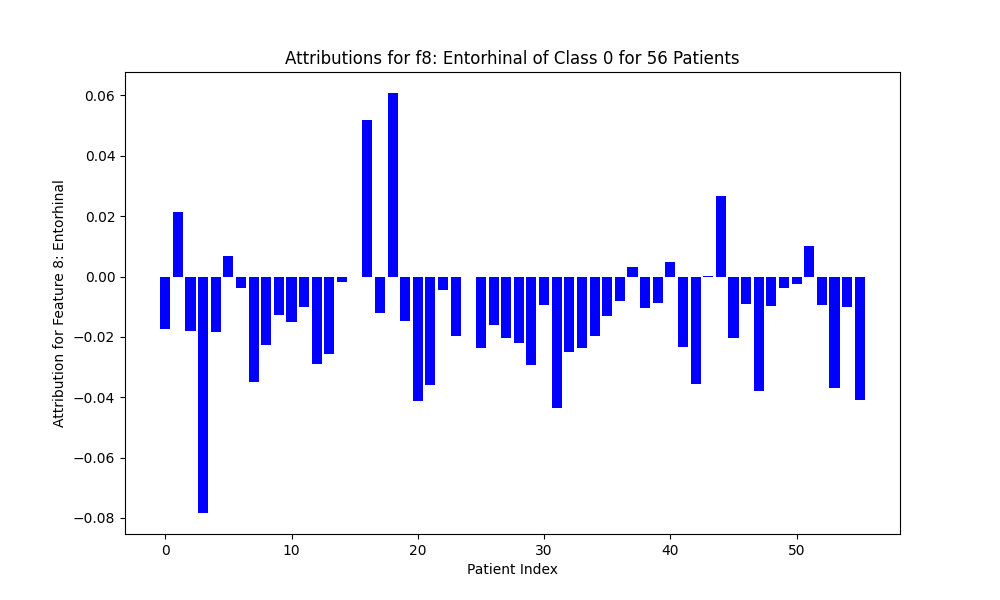 Attributions for f8: Entorhinal of Class 0 for 56 Patients
Attribution for Feature 8: Entorhinal
0.06
0.04
0.02
0.00
−0.02
−0.04
−0.06
−0.08
0 10 20 30 40 50
Patient Index